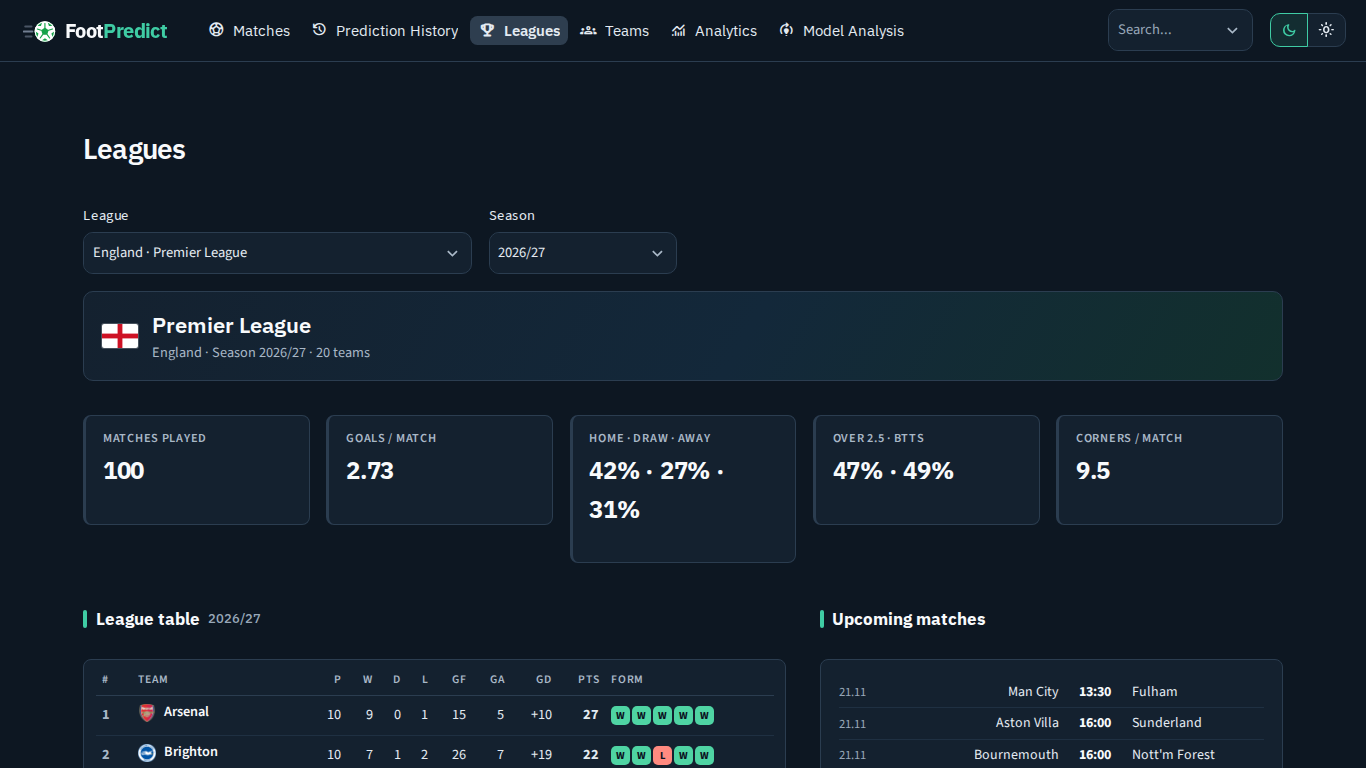 FootPredict
Matches
Prediction History
Leagues
Teams
Analytics
Model Analysis
Search...
Leagues
League
Season
England · Premier League
2026/27
Premier League
England · Season 2026/27 · 20 teams
MATCHES PLAYED
100
GOALS / MATCH
2.73
HOME · DRAW · AWAY
42% · 27% ·
31%
OVER 2.5 · BTTS
47% · 49%
CORNERS / MATCH
9.5
League table 2026/27
# TEAM P W D L GF GA GD PTS FORM
1 Arsenal 10 9 0 1 15 5 +10 27 W W W W W
2 Brighton 10 7 1 2 26 7 +19 22 W W L W W
Upcoming matches
21.11 Man City 13:30 Fulham
21.11 Aston Villa 16:00 Sunderland
21.11 Bournemouth 16:00 Nott'm Forest